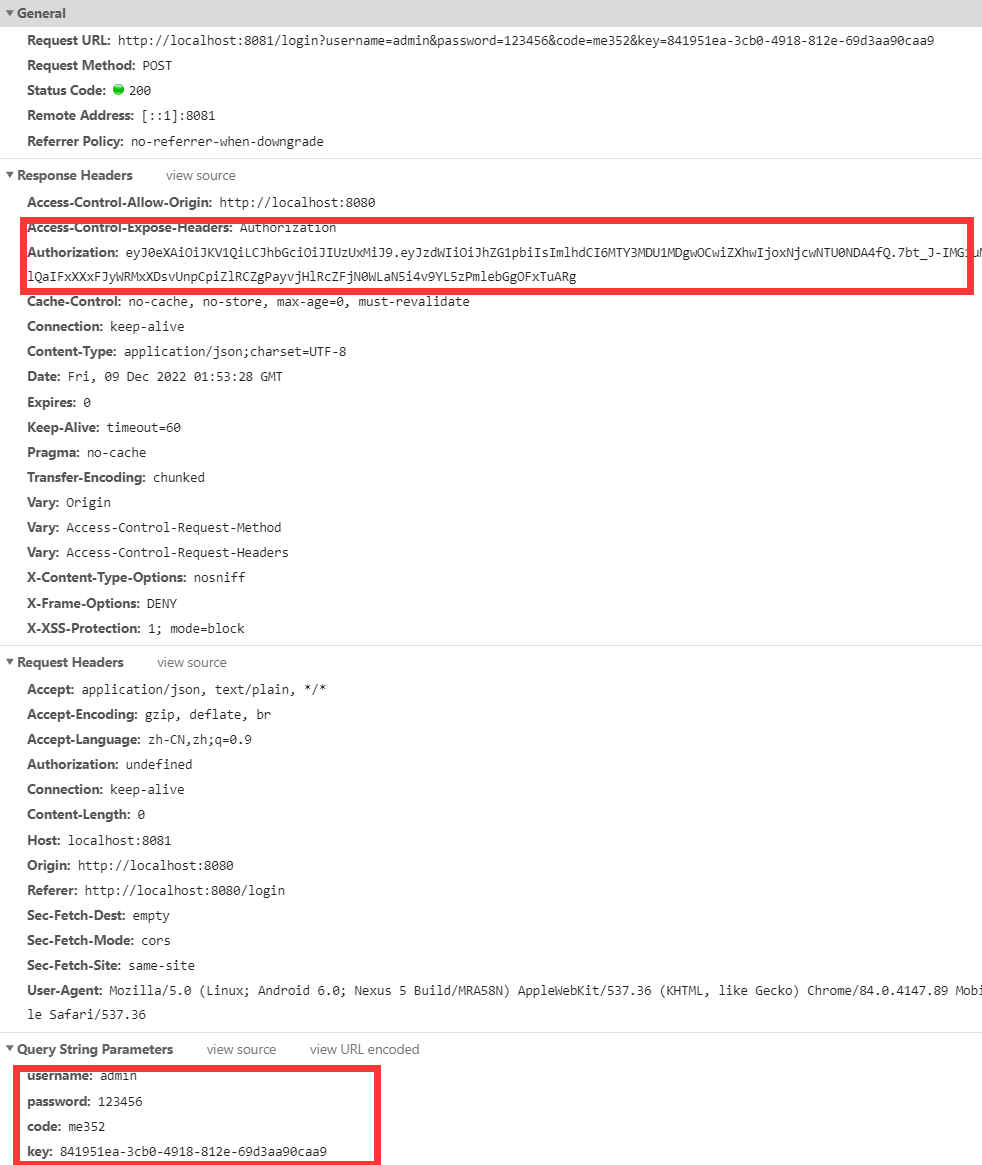 General
Request URL: http://localhost:8081/login?username=admin&password=123456&code=me352&key=841951ea-3cb0-4918-812e-69d3aa90caa9
Request Method: POST
Status Code: 200
Remote Address: [::1]:8081
Referrer Policy: no-referrer-when-downgrade
Response Headers view source
Access-Control-Allow-Origin: http://localhost:8080
Access-Control-Expose-Headers: Authorization
Authorization: eyJ0eXAiOiJKV1QiLCJhbGciOiJIUzUxMiJ9.eyJzdWIiOiJhZG1pbiIsImlhdCI6MTY3MDU1MDgwOCwiZXhwIjoxNjcwNTU0NDA4fQ.7bt_J-IMG1uM
lQaIFxXXxFJyWRMxXDsvUnpCpiZlRCZgPayvjHlRcZFjN0WLaN5i4v9YL5zPmlebGgOFxTuARg
Cache-Control: no-cache, no-store, max-age=0, must-revalidate
Connection: keep-alive
Content-Type: application/json;charset=UTF-8
Date: Fri, 09 Dec 2022 01:53:28 GMT
Expires: 0
Keep-Alive: timeout=60
Pragma: no-cache
Transfer-Encoding: chunked
Vary: Origin
Vary: Access-Control-Request-Method
Vary: Access-Control-Request-Headers
X-Content-Type-Options: nosniff
X-Frame-Options: DENY
X-XSS-Protection: 1; mode=block
Request Headers view source
Accept: application/json, text/plain, */*
Accept-Encoding: gzip, deflate, br
Accept-Language: zh-CN,zh;q=0.9
Authorization: undefined
Connection: keep-alive
Content-Length: 0
Host: localhost:8081
Origin: http://localhost:8080
Referer: http://localhost:8080/login
Sec-Fetch-Dest: empty
Sec-Fetch-Mode: cors
Sec-Fetch-Site: same-site
User-Agent: Mozilla/5.0 (Linux; Android 6.0; Nexus 5 Build/MRA58N) AppleWebKit/537.36 (KHTML, like Gecko) Chrome/84.0.4147.89 Mobi
le Safari/537.36
Query String Parameters view source view URL encoded
username: admin
password: 123456
code: me352
key: 841951ea-3cb0-4918-812e-69d3aa90caa9